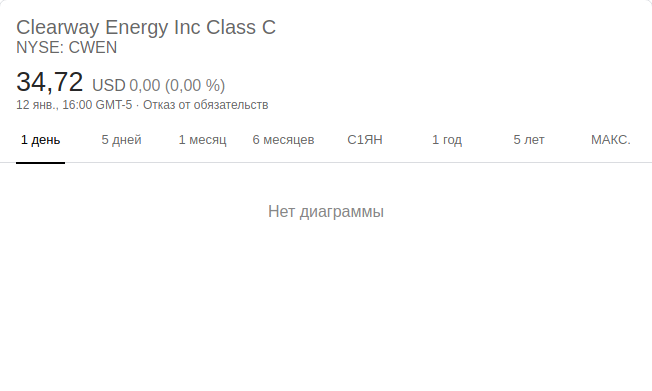 Clearway Energy Inc Class C
NYSE: CWEN
34,72 USD 0,00 (0,00 %)
12 янв., 16:00 GMT-5 · Отказ от обязательств
1 день 5 дней 1 месяц 6 месяцев С1ЯН 1 год 5 лет МАКС.
Нет диаграммы